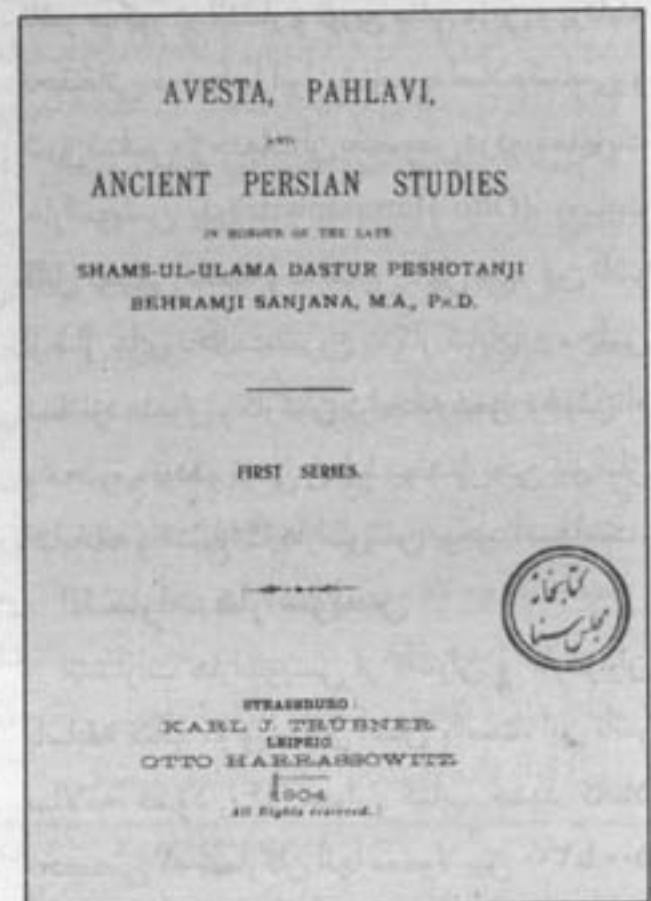 AVESTA, PAHLAVI,
AND
ANCIENT PERSIAN STUDIES
IN HONOUR OF THE LATE
SHAMS-UL-ULAMA DASTUR PESHOTANJI
BEHRAMJI SANJANA, M.A., PH.D.
FIRST SERIES.
کتابخانه
مجلس سنا
STRASSBURG:
KARL J. TRÜBNER
LEIPZIG
OTTO HARRASSOWITZ
1904
(All Rights reserved.)